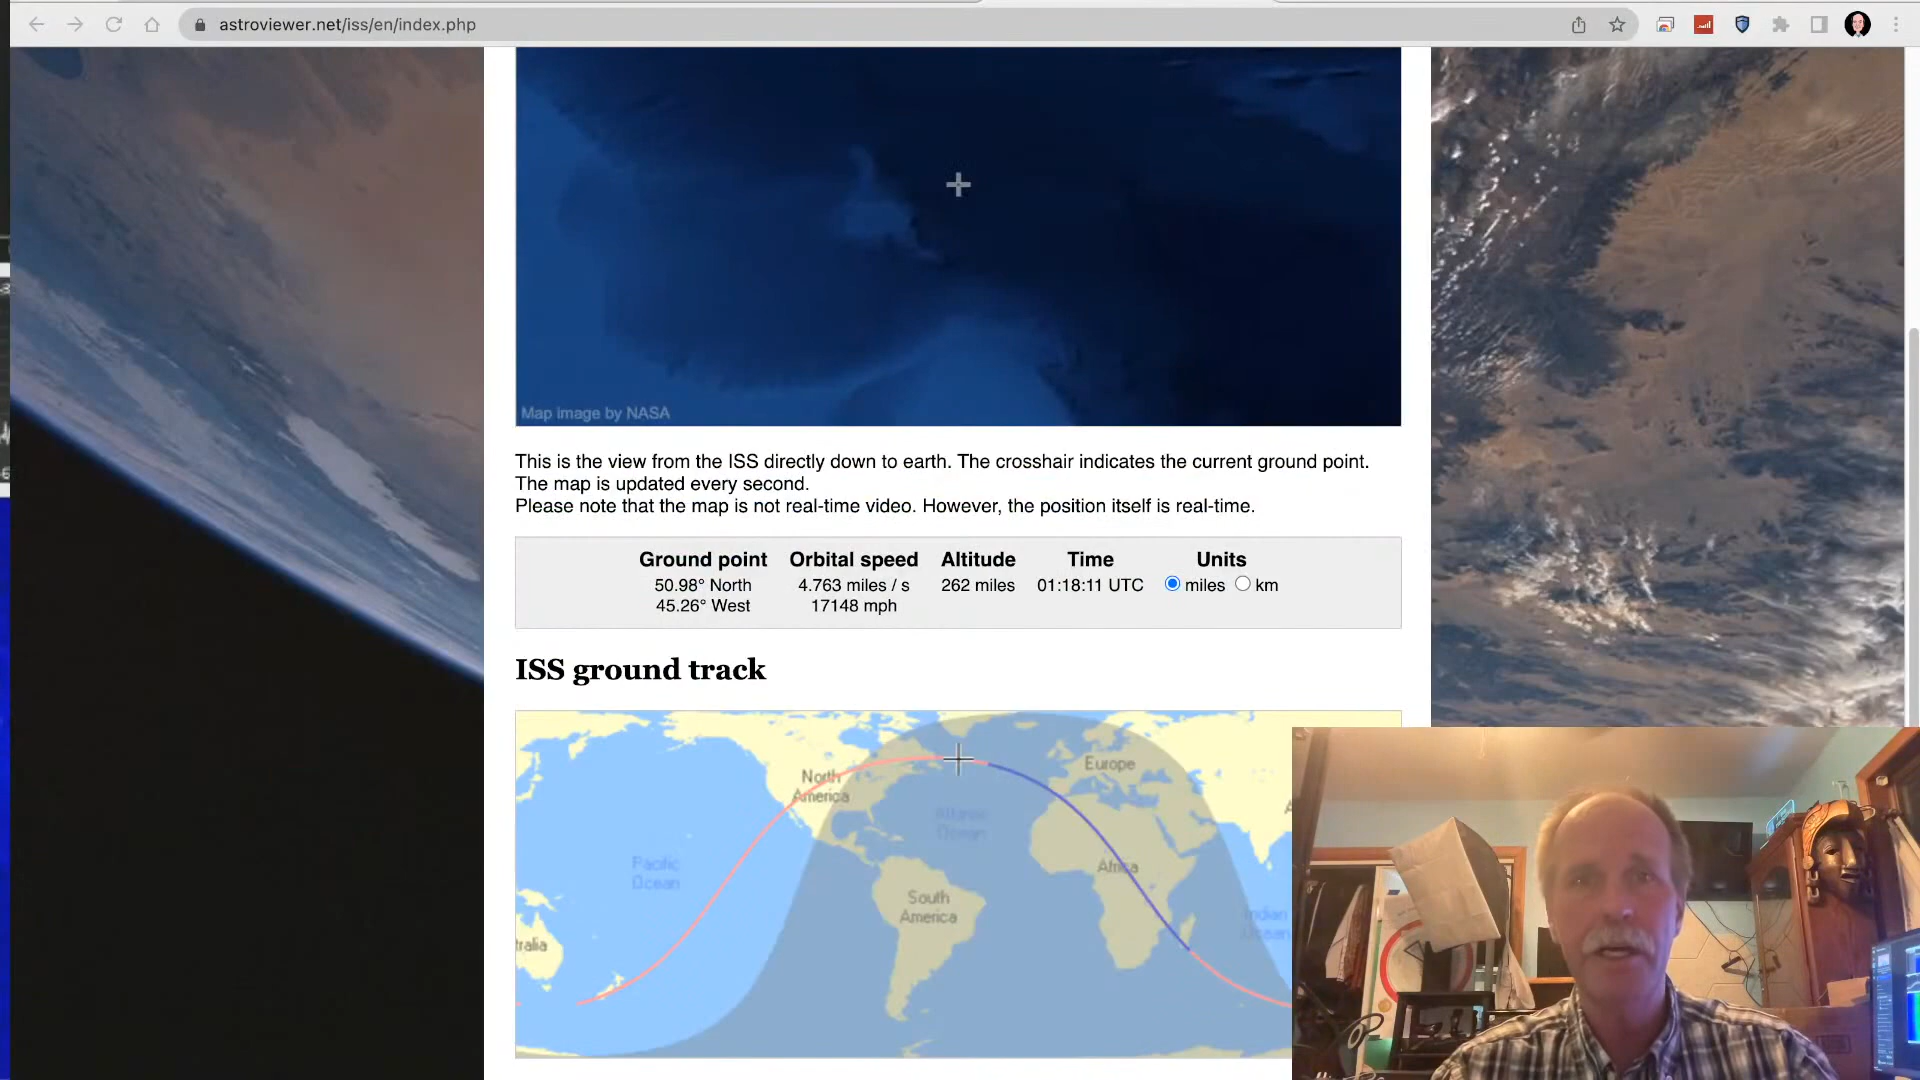 astroviewer.net/iss/en/index.php
Map image by NASA
This is the view from the ISS directly down to earth. The crosshair indicates the current ground point.
The map is updated every second.
Please note that the map is not real-time video. However, the position itself is real-time.
Ground point Orbital speed Altitude Time Units
50.98° North 4.763 miles / s 262 miles 01:18:11 UTC miles km
45.26° West 17148 mph
ISS ground track
North
America
Europe
Atlantic
Ocean
Pacific
Ocean
Africa
South
America
Indian
Ocean
tralia